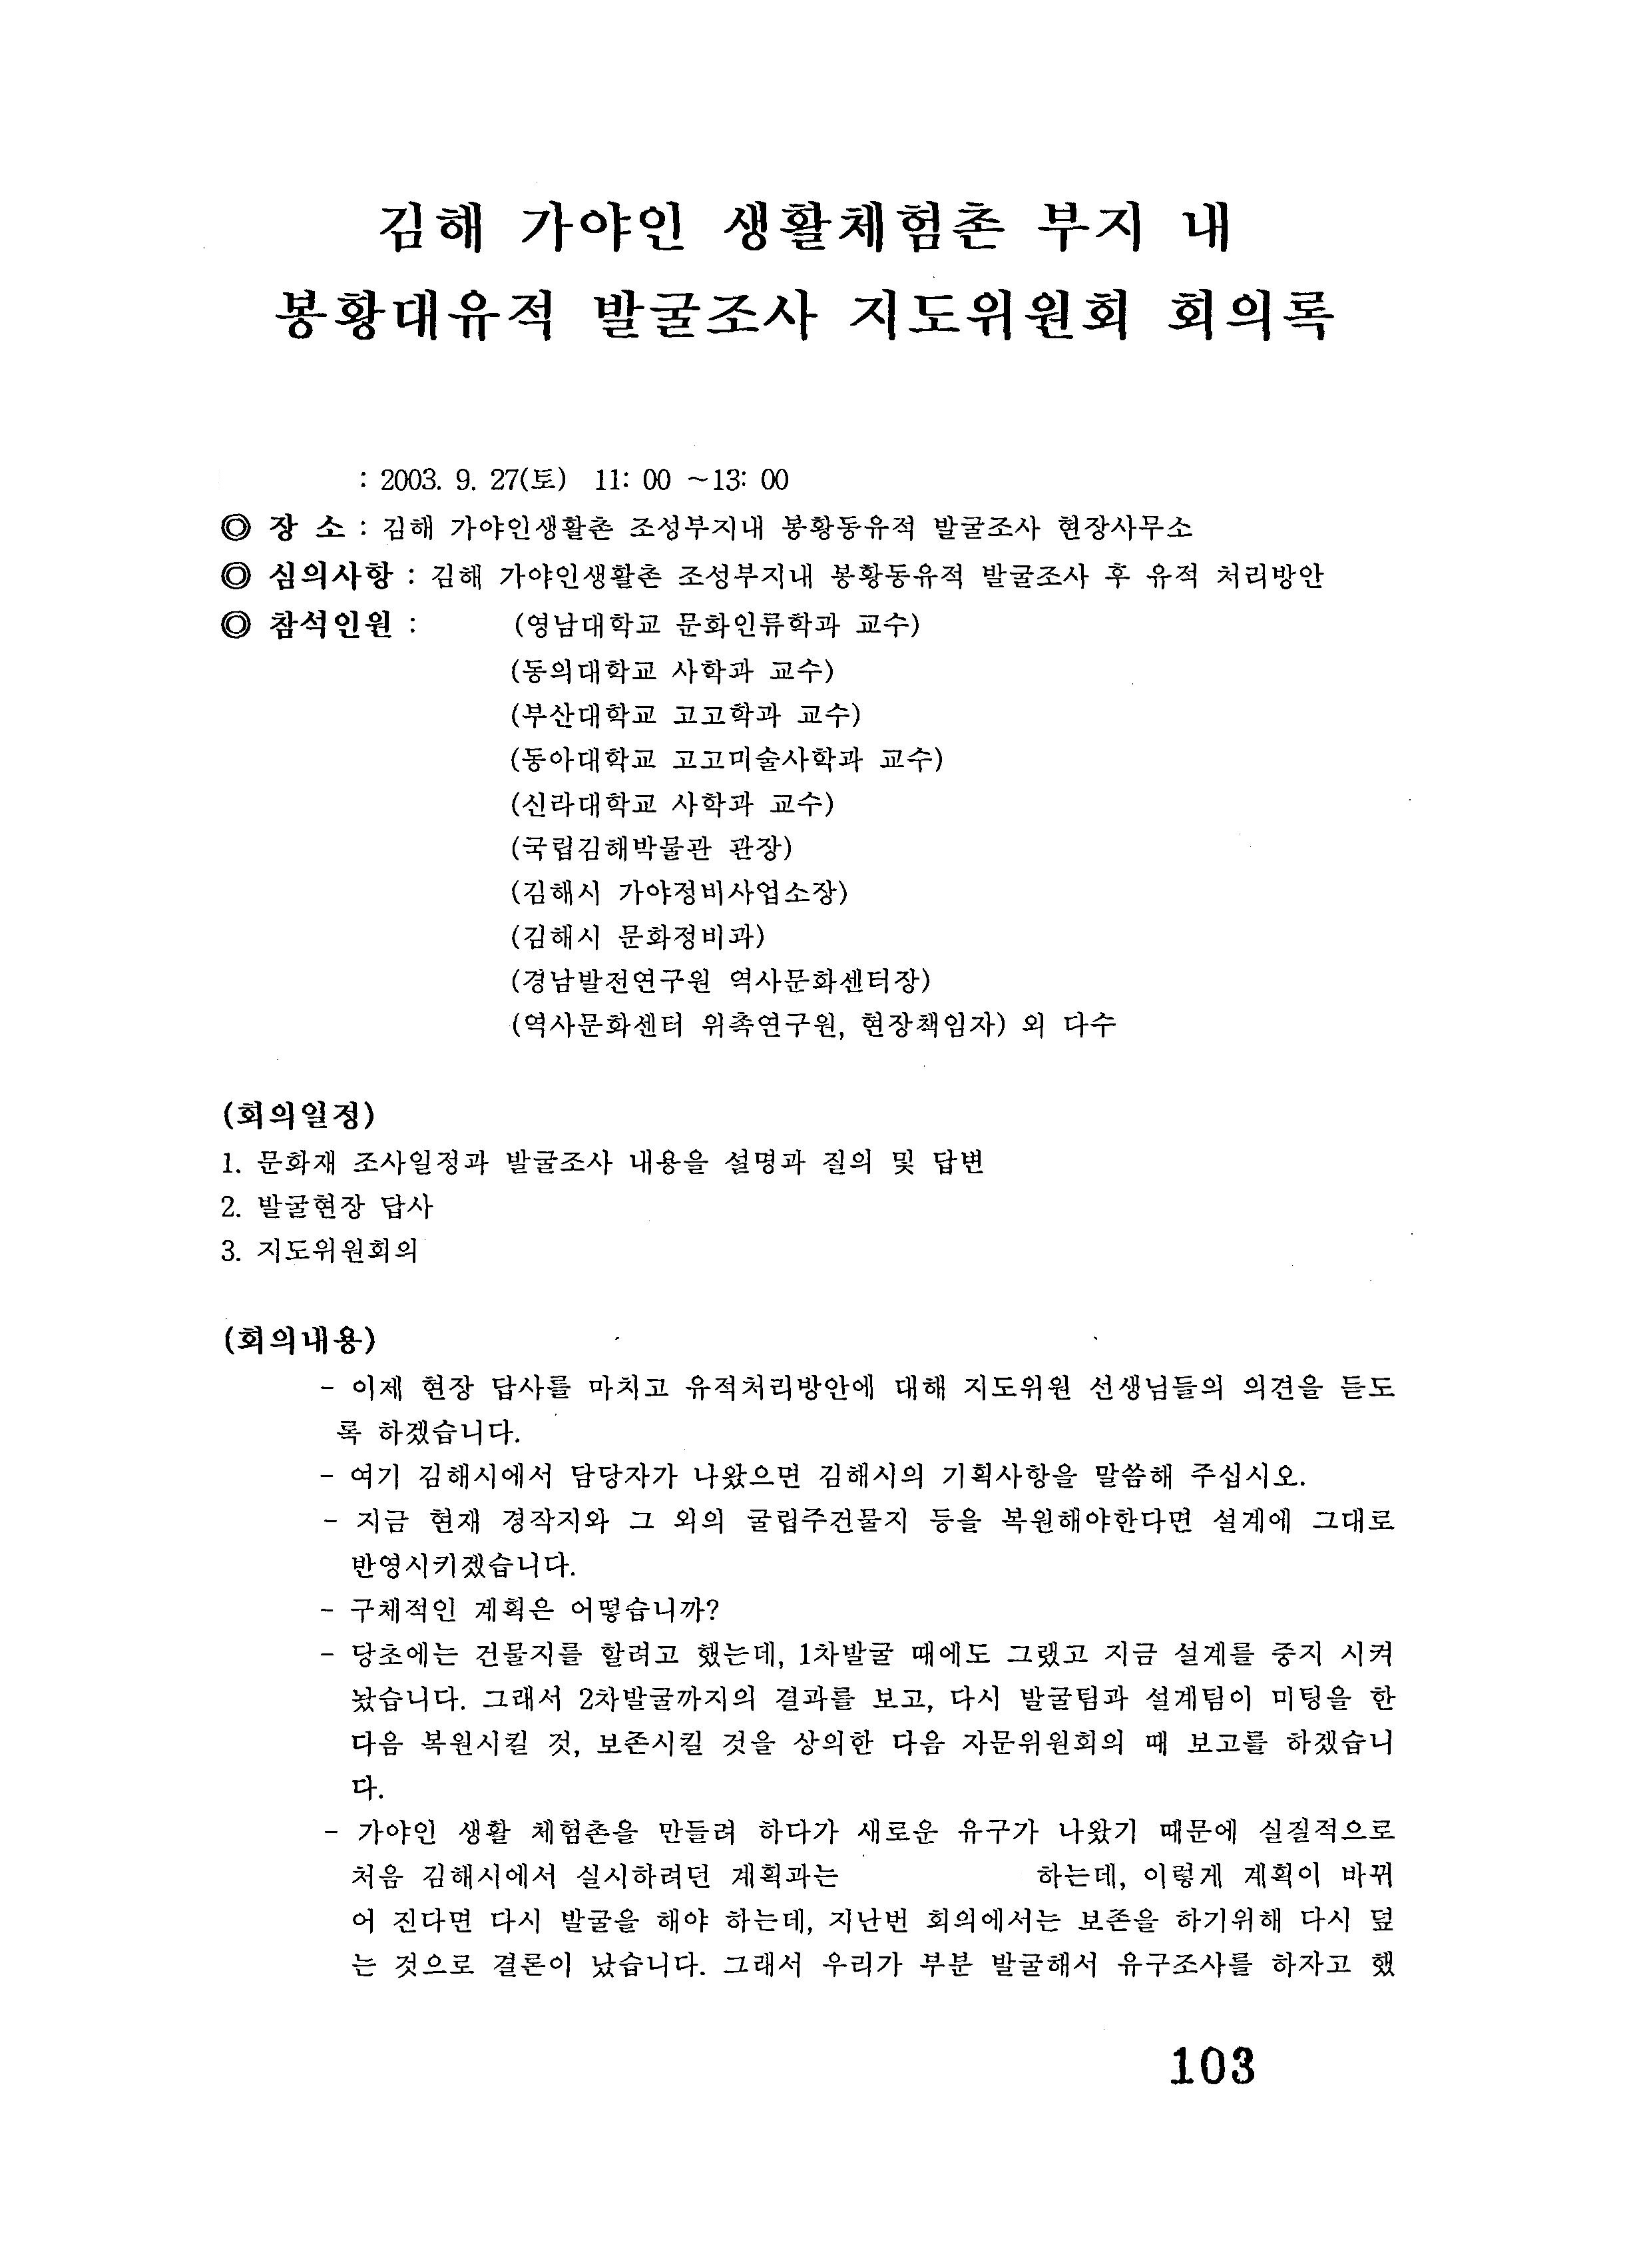 김해 가야인 생활체험촌 부지 내
봉황대유적 발굴조사 지도위원회 회의록
: 2003. 9. 27(토) 11: 00 ~13: 00
◎ 장 소 : 김해 가야인생활촌 조성부지내 봉황동유적 발굴조사 현장사무소
◎ 심의사항 : 김해 가야인생활촌 조성부지내 봉황동유적 발굴조사 후 유적 처리방안
◎ 참석인원 : (영남대학교 문화인류학과 교수)
(동의대학교 사학과 교수)
(부산대학교 고고학과 교수)
(동아대학교 고고미술사학과 교수)
(신라대학교 사학과 교수)
(국립김해박물관 관장)
(김해시 가야정비사업소장)
(김해시 문화정비과)
(경남발전연구원 역사문화센터장)
(역사문화센터 위촉연구원, 현장책임자) 외 다수
(회의일정)
1. 문화재 조사일정과 발굴조사 내용을 설명과 질의 및 답변
2. 발굴현장 답사
3. 지도위원회의
(회의내용)
- 이제 현장 답사를 마치고 유적처리방안에 대해 지도위원 선생님들의 의견을 듣도
록 하겠습니다.
- 여기 김해시에서 담당자가 나왔으면 김해시의 기획사항을 말씀해 주십시오.
- 지금 현재 경작지와 그 외의 굴립주건물지 등을 복원해야한다면 설계에 그대로
반영시키겠습니다.
- 구체적인 계획은 어떻습니까?
- 당초에는 건물지를 할려고 했는데, 1차발굴 때에도 그랬고 지금 설계를 중지 시켜
놨습니다. 그래서 2차발굴까지의 결과를 보고, 다시 발굴팀과 설계팀이 미팅을 한
다음 복원시킬 것, 보존시킬 것을 상의한 다음 자문위원회의 때 보고를 하겠습니
다.
- 가야인 생활 체험촌을 만들려 하다가 새로운 유구가 나왔기 때문에 실질적으로
처음 김해시에서 실시하려던 계획과는 하는데, 이렇게 계획이 바뀌
어 진다면 다시 발굴을 해야 하는데, 지난번 회의에서는 보존을 하기위해 다시 덮
는 것으로 결론이 났습니다. 그래서 우리가 부분 발굴해서 유구조사를 하자고 했
103